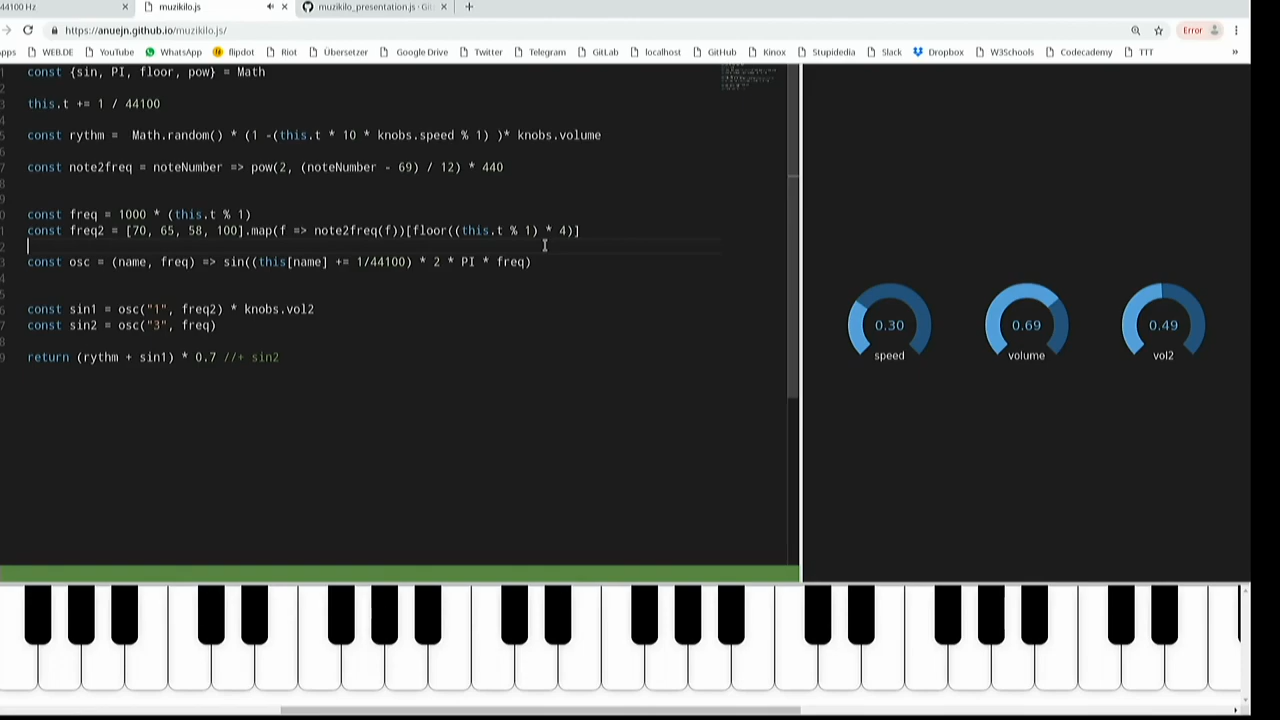 44100 Hz
muzikilo.js
muzikilo_presentation.js · Git
https://anuejn.github.io/muzikilo.js/
Error
pps WEB.DE YouTube WhatsApp flipdot Riot Übersetzer Google Drive Twitter Telegram GitLab localhost GitHub Kinox Stupidedia Slack Dropbox W3Schools Codecademy TTT »
const {sin, PI, floor, pow} = Math
this.t += 1 / 44100
const rythm =  Math.random() * (1 -(this.t * 10 * knobs.speed % 1) )* knobs.volume
const note2freq = noteNumber => pow(2, (noteNumber - 69) / 12) * 440
const freq = 1000 * (this.t % 1)
const freq2 = [70, 65, 58, 100].map(f => note2freq(f))[floor((this.t % 1) * 4)]
const osc = (name, freq) => sin((this[name] += 1/44100) * 2 * PI * freq)
const sin1 = osc("1", freq2) * knobs.vol2
const sin2 = osc("3", freq)
return (rythm + sin1) * 0.7 //+ sin2
0.30 0.69 0.49
speed volume vol2